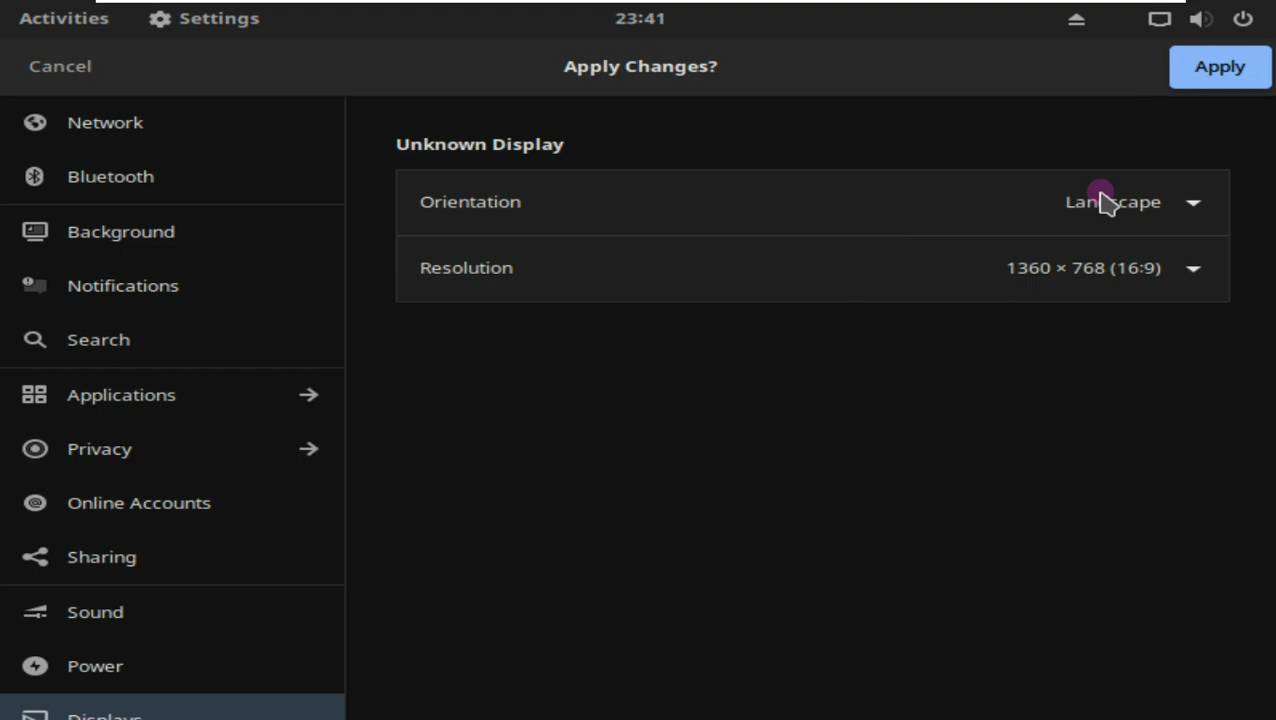 Activities Settings 23:41
Cancel Apply Changes? Apply
Network
Bluetooth
Background
Notifications
Search
Applications
Privacy
Online Accounts
Sharing
Sound
Power
Displays
Unknown Display
Orientation Landscape
Resolution 1360 × 768 (16:9)